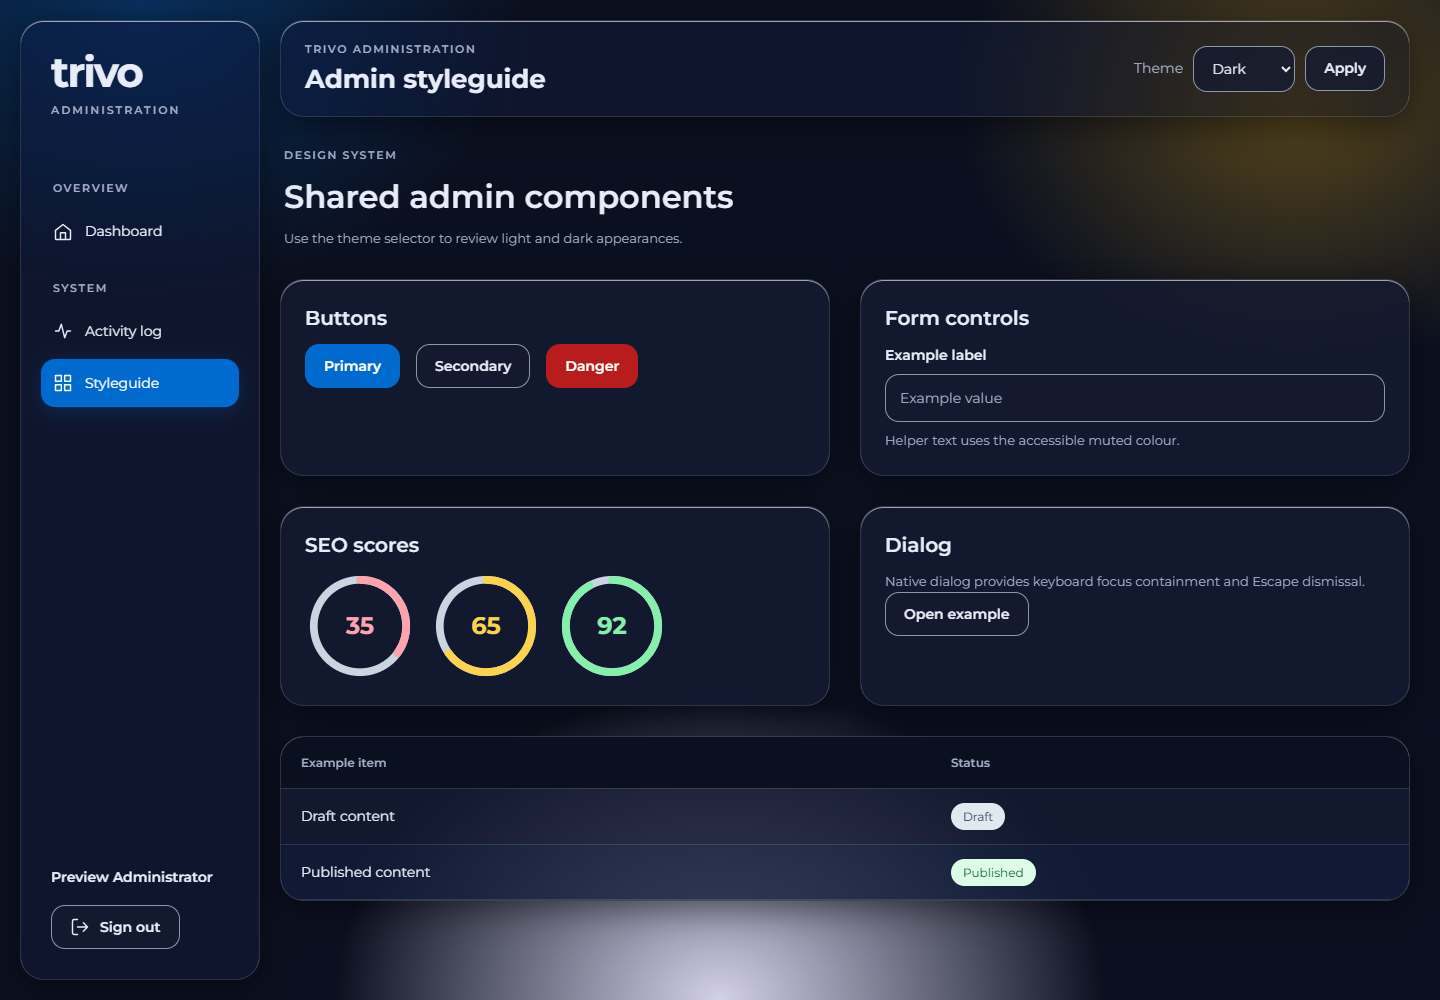 trivo
ADMINISTRATION
OVERVIEW
Dashboard
SYSTEM
Activity log
Styleguide
Preview Administrator
Sign out
TRIVO ADMINISTRATION
Admin styleguide
Theme
Dark
Apply
DESIGN SYSTEM
Shared admin components
Use the theme selector to review light and dark appearances.
Buttons
Primary
Secondary
Danger
Form controls
Example label
Example value
Helper text uses the accessible muted colour.
SEO scores
35
65
92
Dialog
Native dialog provides keyboard focus containment and Escape dismissal.
Open example
Example item
Status
Draft content
Draft
Published content
Published